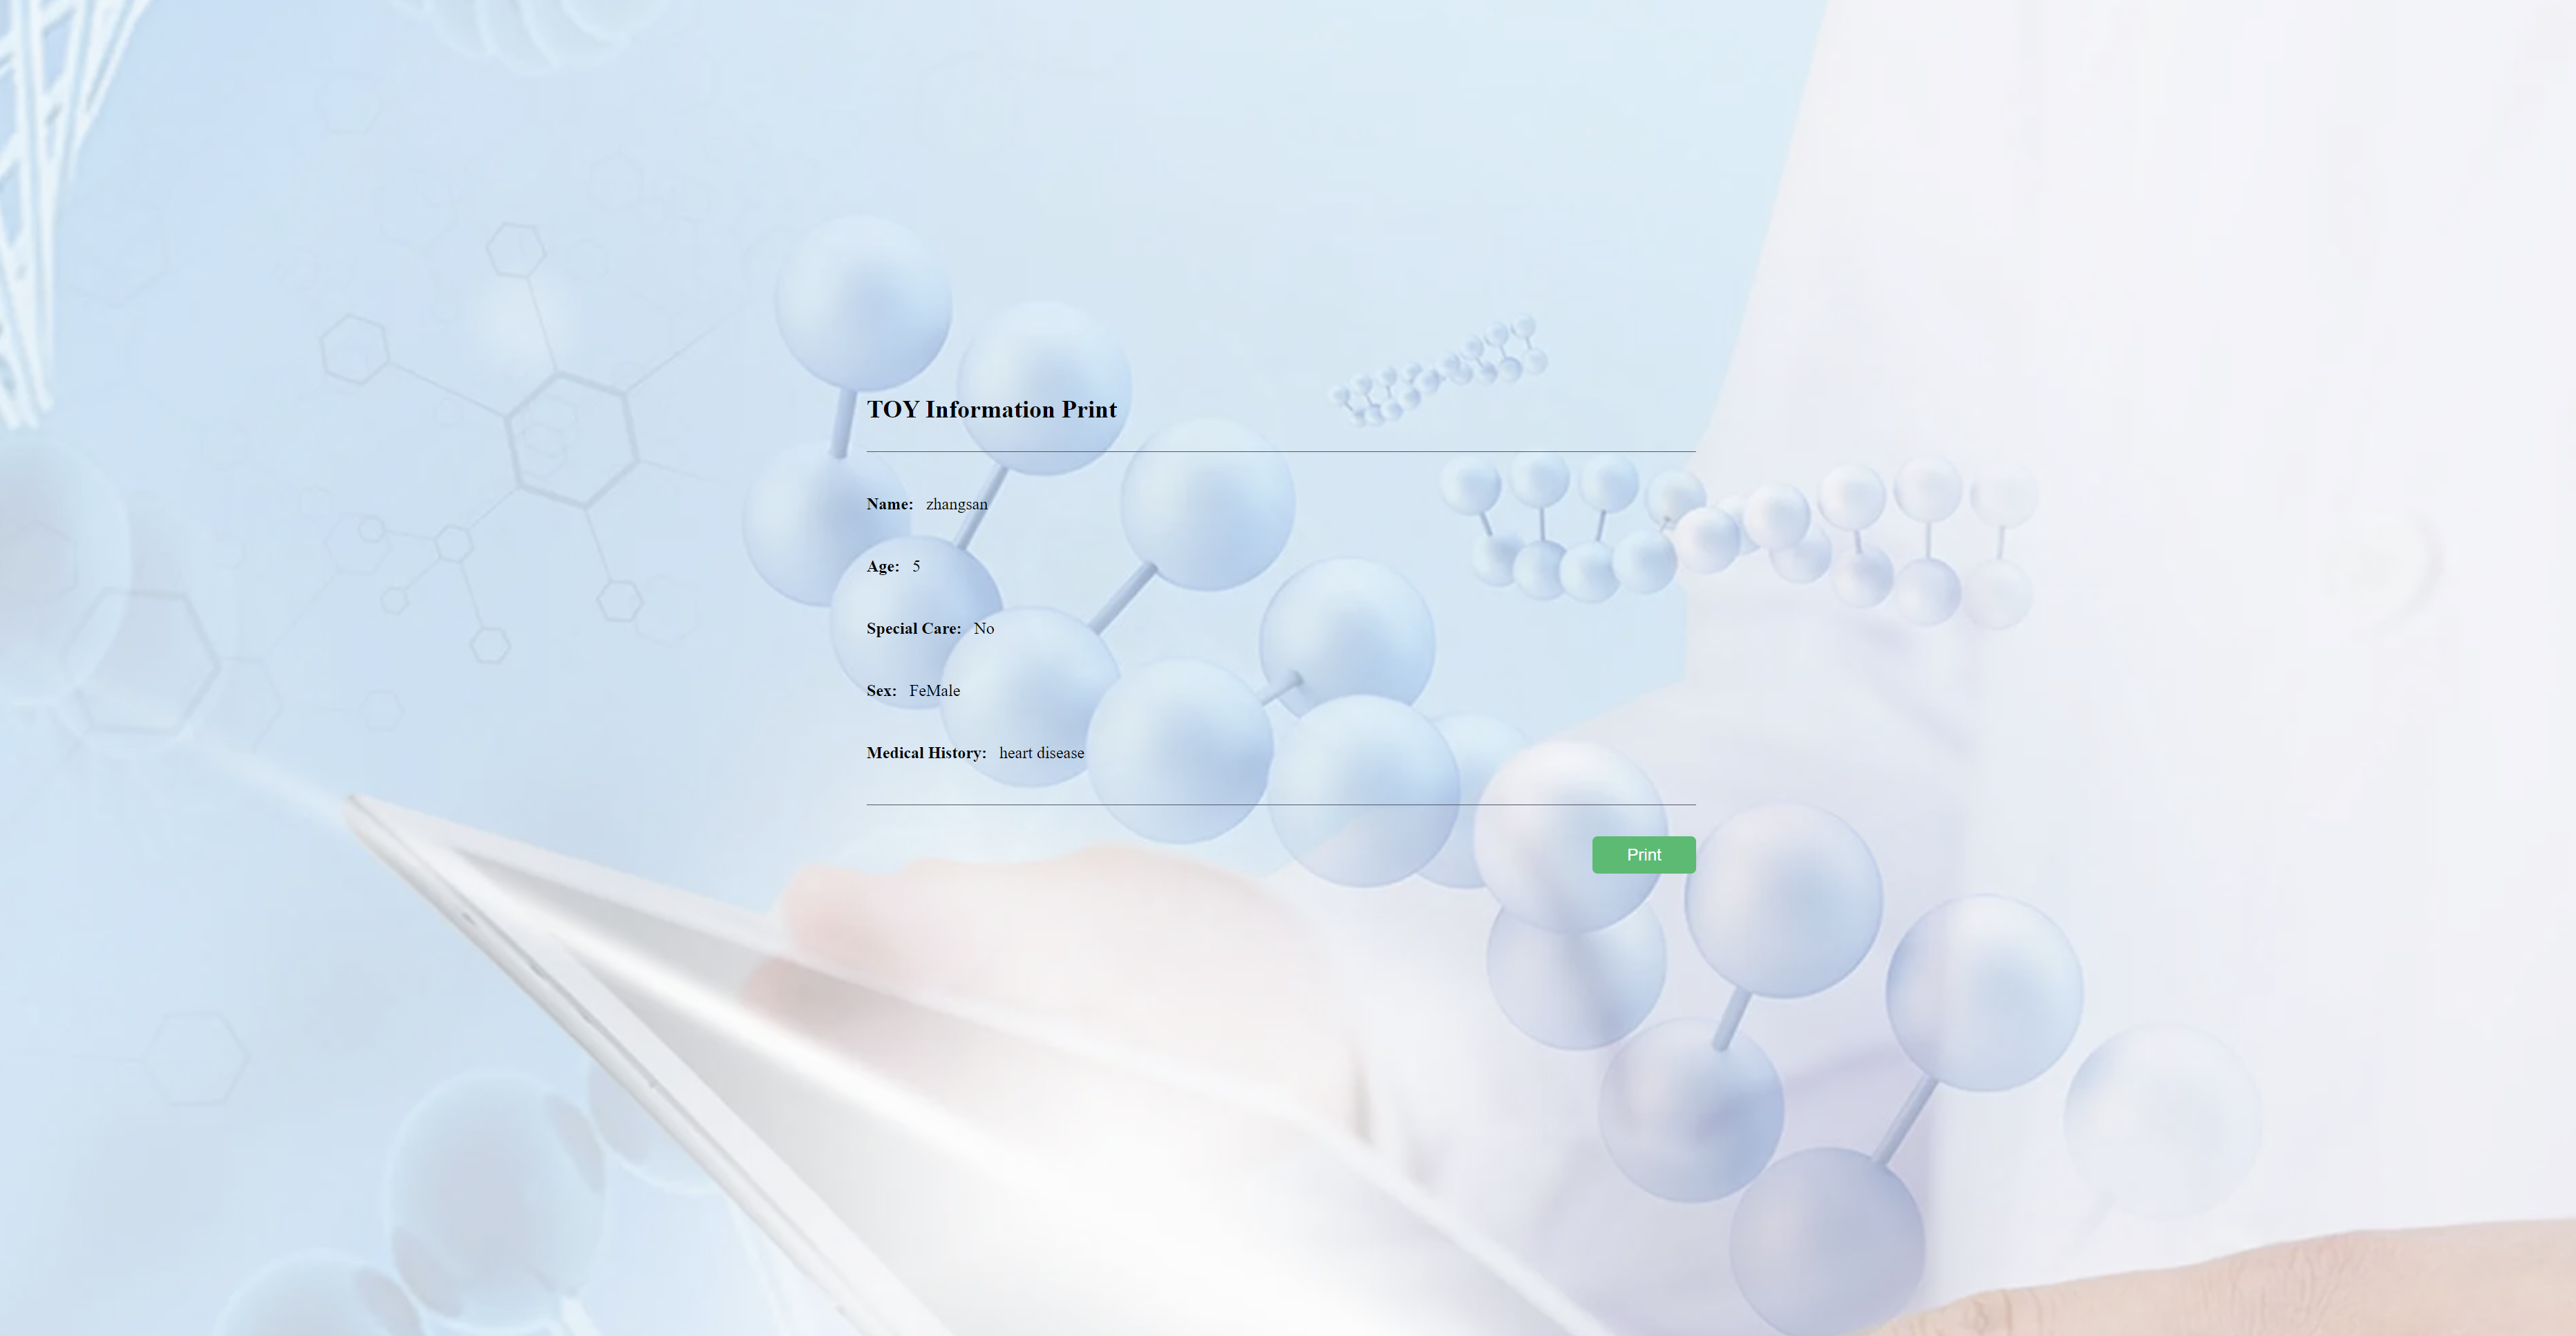 TOY Information Print
Name: zhangsan
Age: 5
Special Care: No
Sex: FeMale
Medical History: heart disease
Print